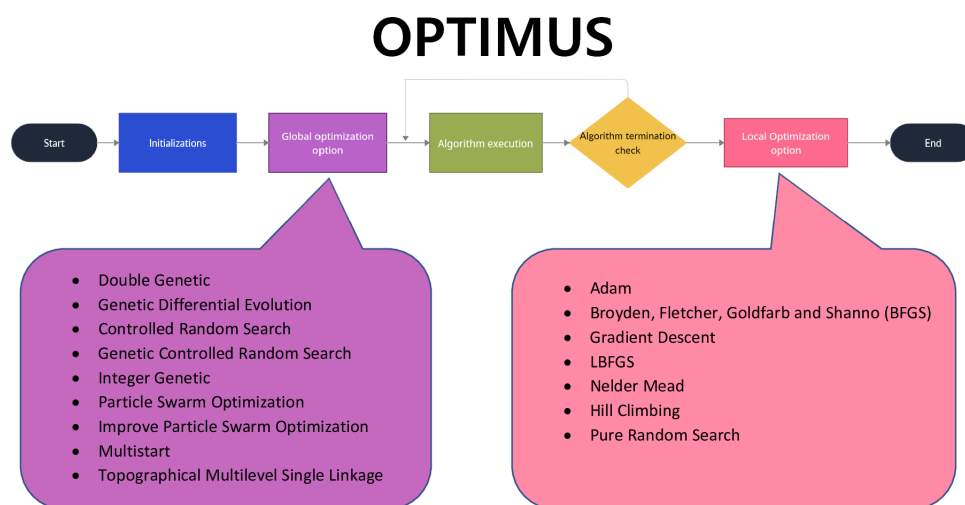 OPTIMUS
Start
Initializations
Global optimization
option
Algorithm execution
Algorithm termination
check
Local Optimization
option
End
• Double Genetic
• Genetic Differential Evolution
• Controlled Random Search
• Genetic Controlled Random Search
• Integer Genetic
• Particle Swarm Optimization
• Improve Particle Swarm Optimization
• Multistart
• Topographical Multilevel Single Linkage
• Adam
• Broyden, Fletcher, Goldfarb and Shanno (BFGS)
• Gradient Descent
• LBFGS
• Nelder Mead
• Hill Climbing
• Pure Random Search